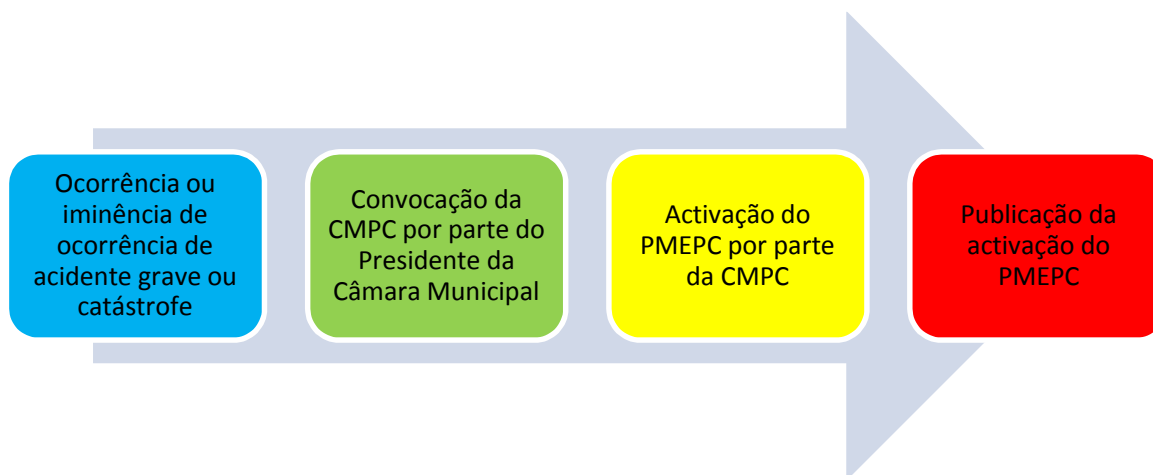 Ocorrência ou
iminência de
ocorrência de
acidente grave ou
catástrofe
Convocação da
CMPC por parte do
Presidente da
Câmara Municipal
Activação do
PMEPC por parte
da CMPC
Publicação da
activação do
PMEPC